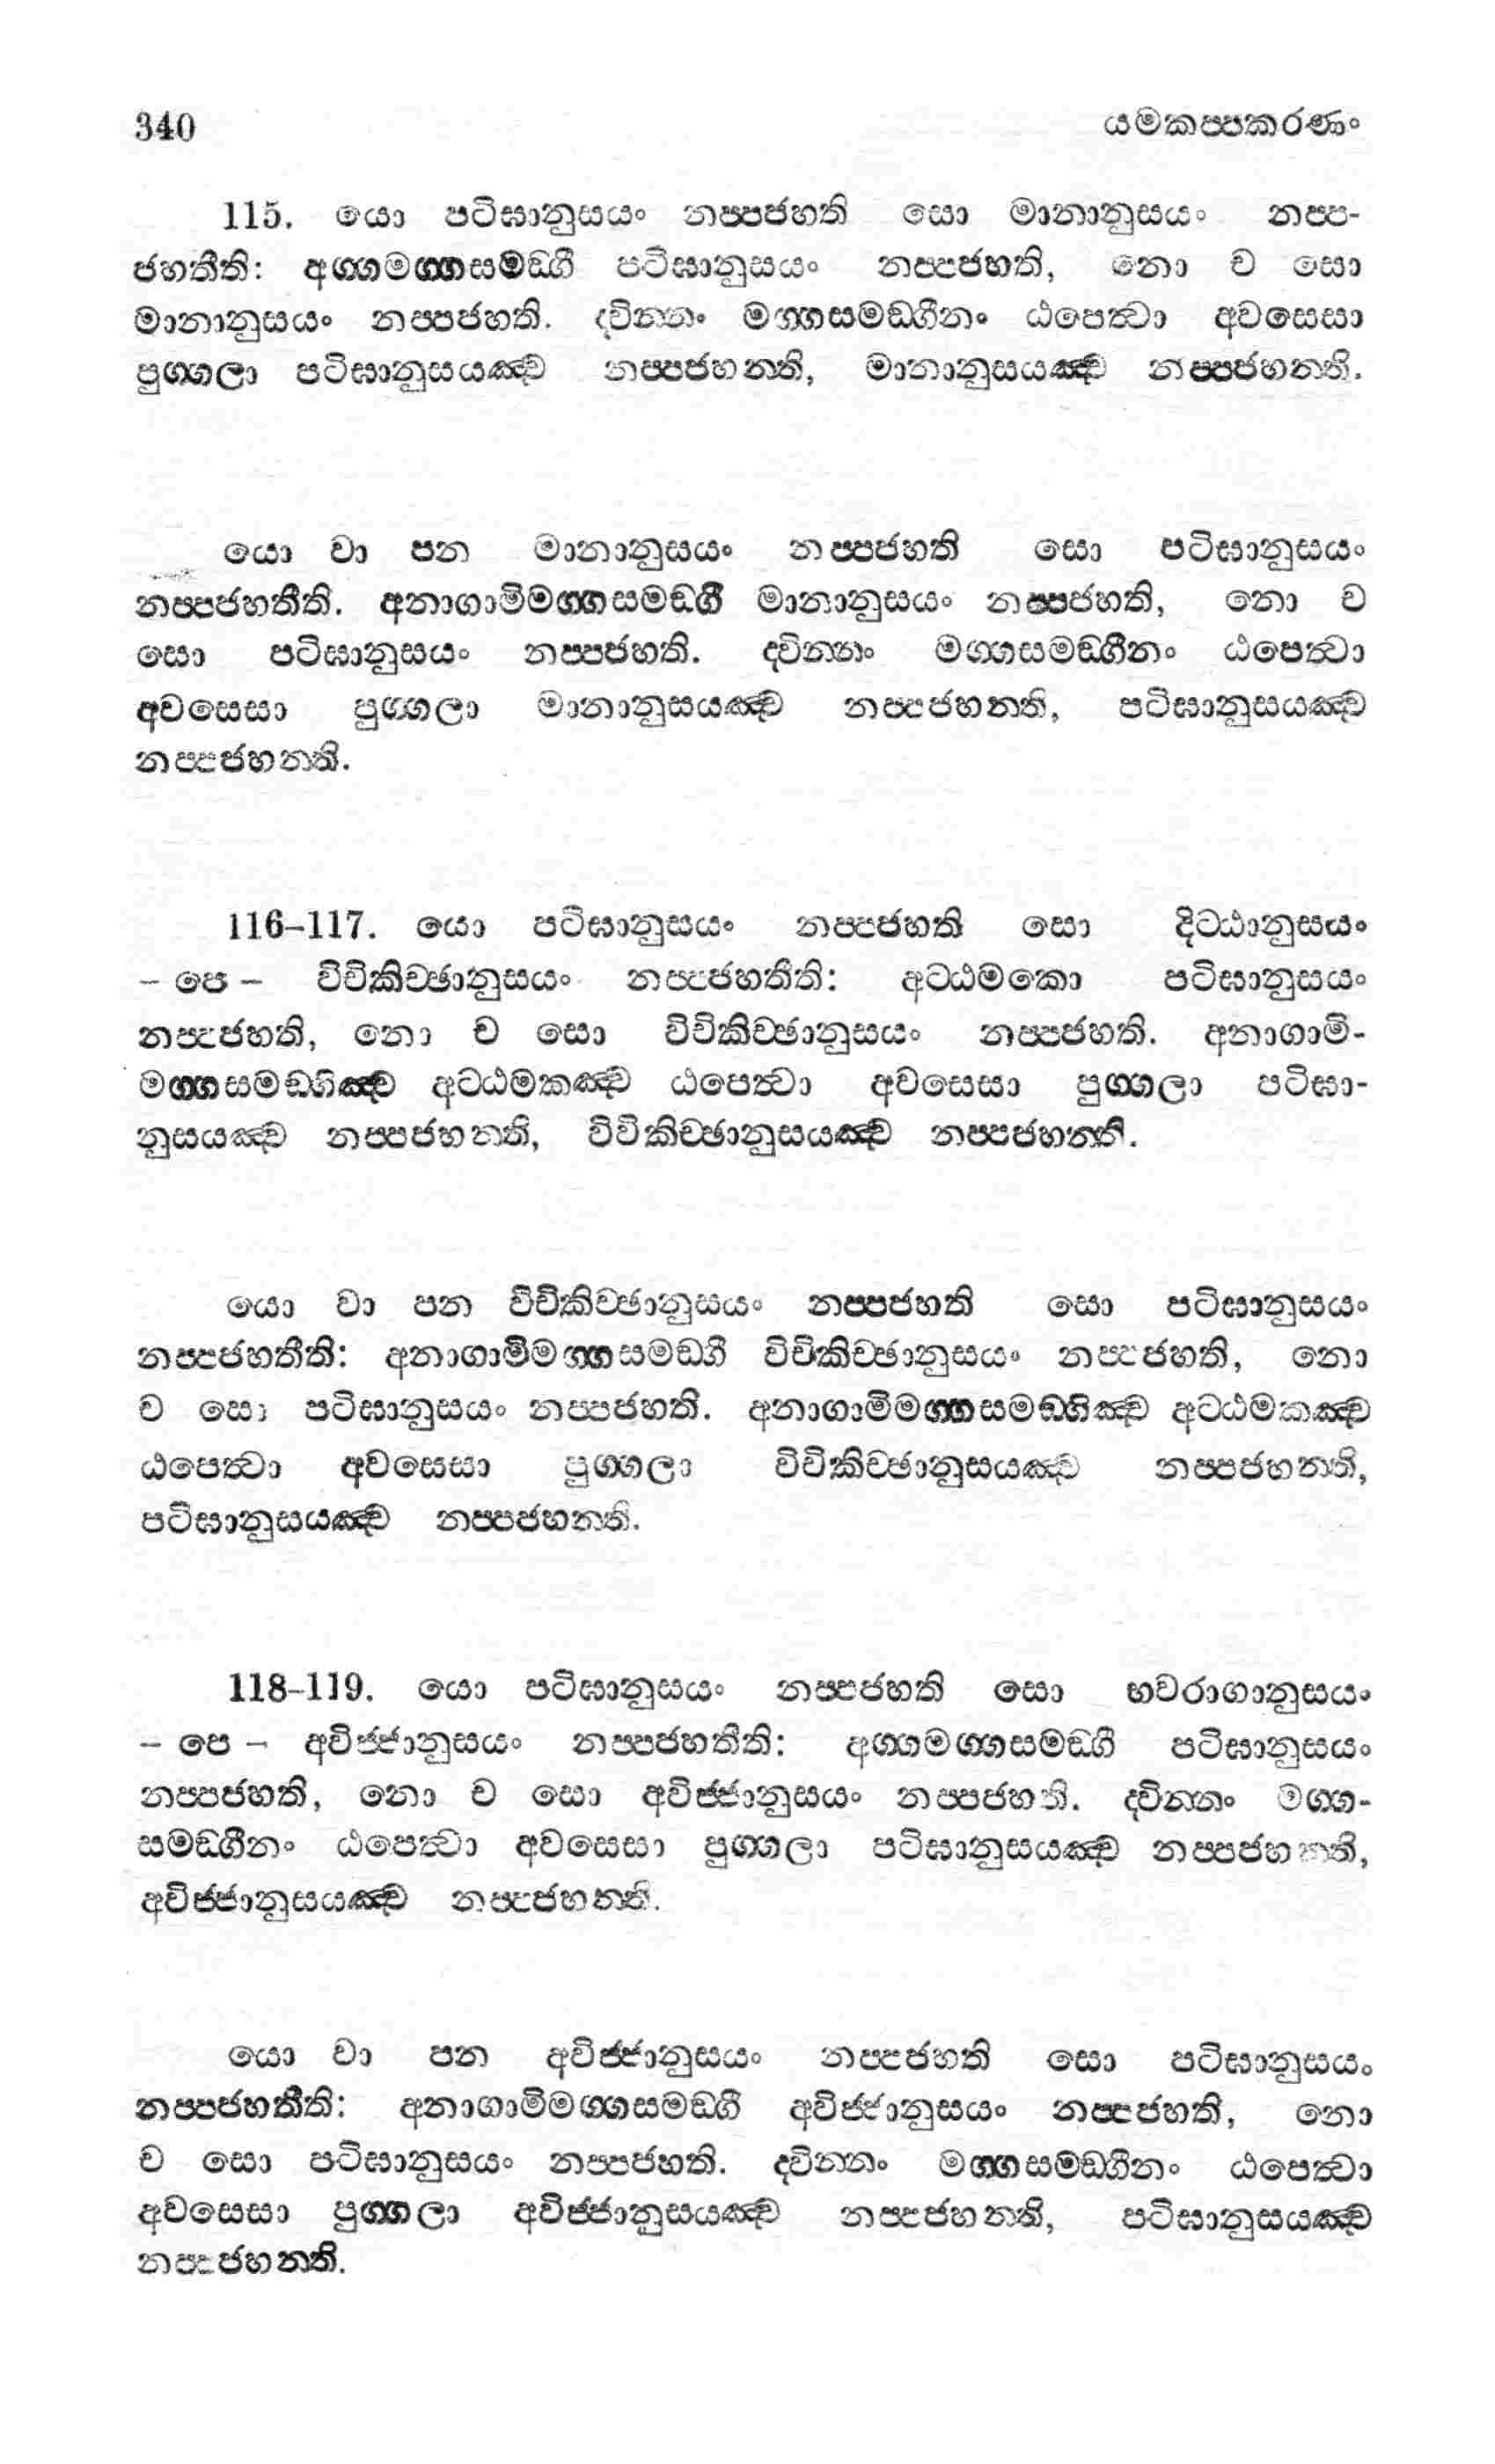 340 යමකප්පකරණං
115. යො පටිඝානුසයං නප්පජහති සො මානානුසයං නප්ප-
ජහතීති: අග්ගමග්ගසමඞ්ගී පටිඝානුසයං නප්පජහති, නො ච සො
මානානුසයං නප්පජහති. ද්වින්නං මග්ගසමඞ්ගීනං ඨපෙත්වා අවසෙසා
පුග්ගලා පටිඝානුසයඤ්ච නප්පජහන්ති, මානානුසයඤ්ච නප්පජහන්ති.
යො වා පන මානානුසයං නප්පජහති සො පටිඝානුසයං
නප්පජහතීති. අනාගාමිමග්ගසමඞ්ගී මානානුසයං නප්පජහති, නො ච
සො පටිඝානුසයං නප්පජහති. ද්වින්නං මග්ගසමඞ්ගීනං ඨපෙත්වා
අවසෙසා පුග්ගලා මානානුසයඤ්ච නප්පජහන්ති, පටිඝානුසයඤ්ච
නප්පජහන්ති.
116-117. යො පටිඝානුසයං නප්පජහති සො දිට්ඨානුසයං
– පෙ – විචිකිච්ඡානුසයං නප්පජහතීති: අට්ඨමකො පටිඝානුසයං
නප්පජහති, නො ච සො විචිකිච්ඡානුසයං නප්පජහති. අනාගාමි-
මග්ගසමඞ්ගිඤ්ච අට්ඨමකඤ්ච ඨපෙත්වා අවසෙසා පුග්ගලා පටිඝා-
නුසයඤ්ච නප්පජහන්ති, විචිකිච්ඡානුසයඤ්ච නප්පජහන්ති.
යො වා පන විචිකිච්ඡානුසයං නප්පජහති සො පටිඝානුසයං
නප්පජහතීති: අනාගාමිමග්ගසමඞ්ගී විචිකිච්ඡානුසයං නප්පජහති, නො
ච සො පටිඝානුසයං නප්පජහති. අනාගාමිමග්ගසමඞ්ගිඤ්ච අට්ඨමකඤ්ච
ඨපෙත්වා අවසෙසා පුග්ගලා විචිකිච්ඡානුසයඤ්ච නප්පජහන්ති,
පටිඝානුසයඤ්ච නප්පජහන්ති.
118-119. යො පටිඝානුසයං නප්පජහති සො භවරාගානුසයං
– පෙ – අවිජ්ජානුසයං නප්පජහතීති: අග්ගමග්ගසමඞ්ගී පටිඝානුසයං
නප්පජහති, නො ච සො අවිජ්ජානුසයං නප්පජහති. ද්වින්නං මග්ග-
සමඞ්ගීනං ඨපෙත්වා අවසෙසා පුග්ගලා පටිඝානුසයඤ්ච නප්පජහන්ති,
අවිජ්ජානුසයඤ්ච නප්පජහන්ති.
යො වා පන අවිජ්ජානුසයං නප්පජහති සො පටිඝානුසයං
නප්පජහතීති: අනාගාමිමග්ගසමඞ්ගී අවිජ්ජානුසයං නප්පජහති, නො
ච සො පටිඝානුසයං නප්පජහති. ද්වින්නං මග්ගසමඞ්ගීනං ඨපෙත්වා
අවසෙසා පුග්ගලා අවිජ්ජානුසයඤ්ච නප්පජහන්ති, පටිඝානුසයඤ්ච
නප්පජහන්ති.